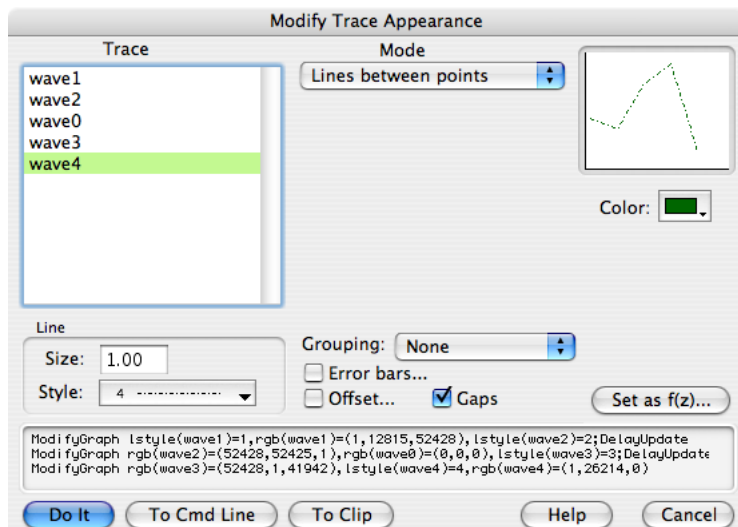 Modify Trace Appearance
Trace
wave1
wave2
wave0
wave3
wave4
Mode
Lines between points
Color:
Line
Size: 1.00
Style: 4
Grouping: None
Error bars...
Offset...
Gaps
Set as f(z)...
ModifyGraph lstyle(wave1)=1,rgb(wave1)=(1,12815,52428),lstyle(wave2)=2;DelayUpdate
ModifyGraph rgb(wave2)=(52428,52425,1),rgb(wave0)=(0,0,0),lstyle(wave3)=3;DelayUpdate
ModifyGraph rgb(wave3)=(52428,1,41942),lstyle(wave4)=4,rgb(wave4)=(1,26214,0)
Do It
To Cmd Line
To Clip
Help
Cancel